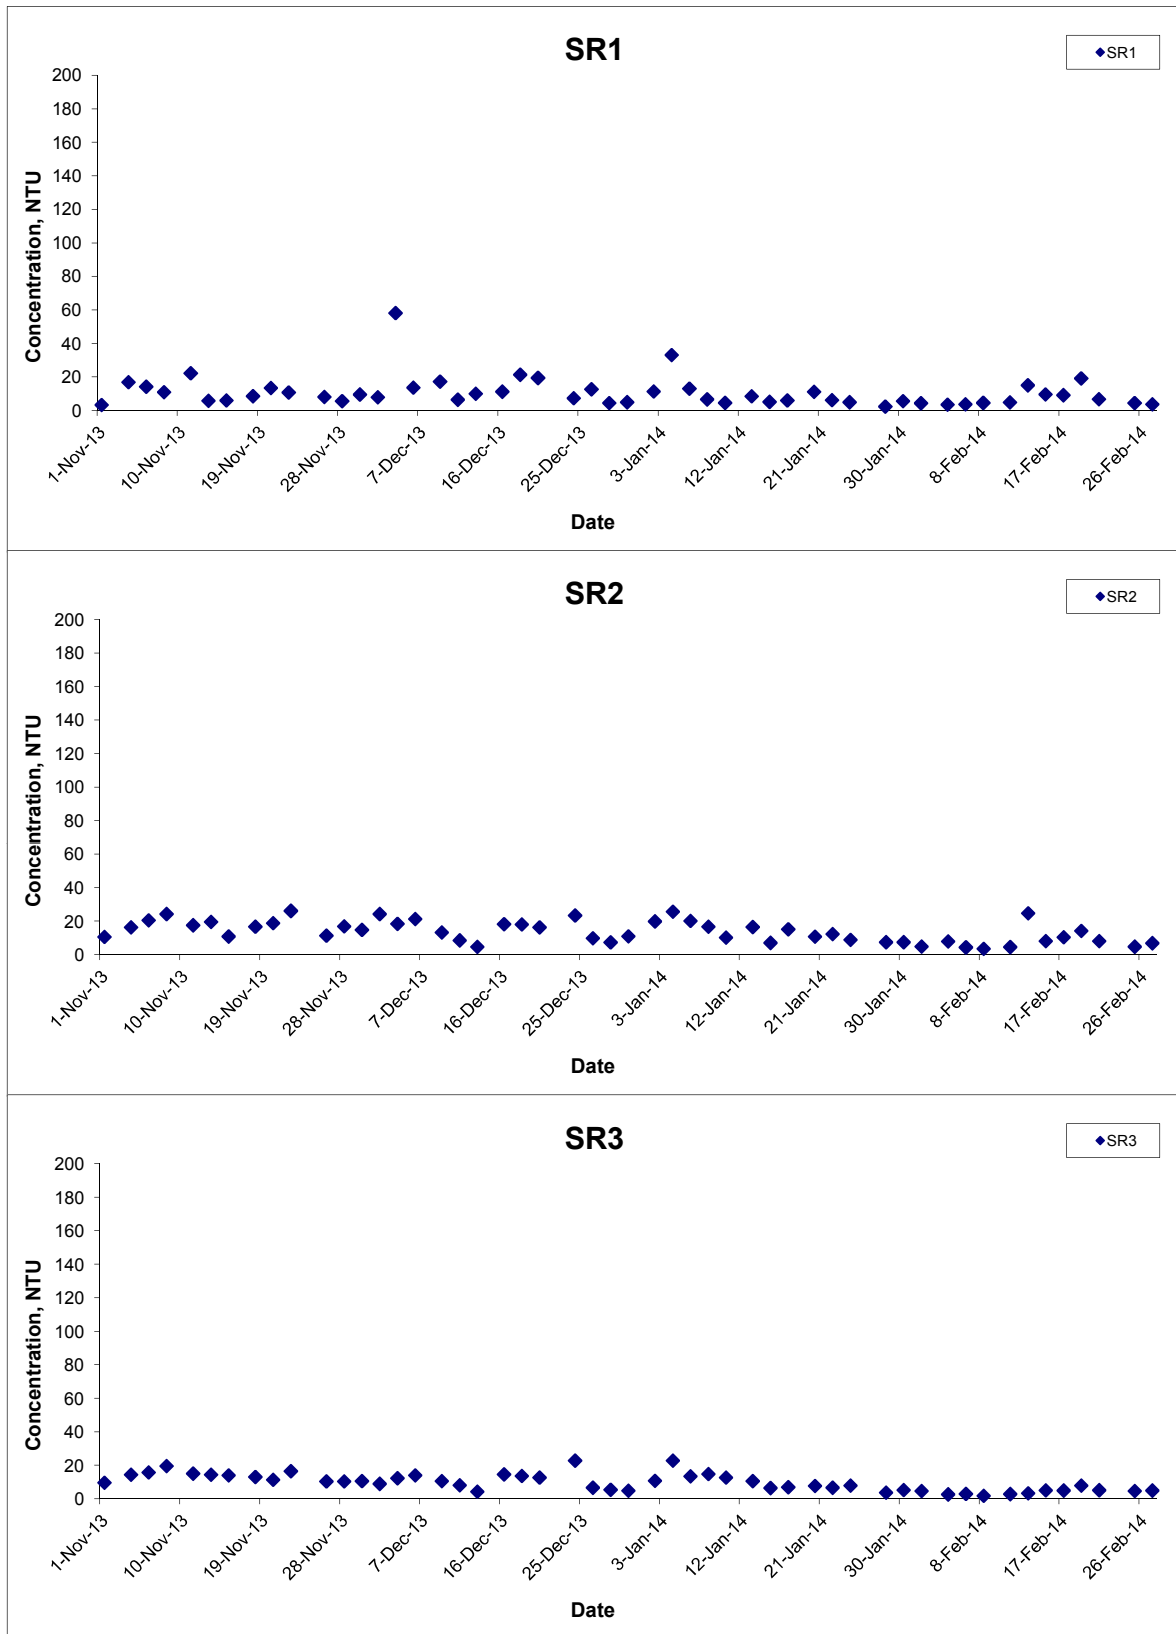 SR1
SR1
200
180
160
140
120
100
80
60
40
20
0
Concentration, NTU
1-Nov-13
10-Nov-13
19-Nov-13
28-Nov-13
7-Dec-13
16-Dec-13
25-Dec-13
3-Jan-14
12-Jan-14
21-Jan-14
30-Jan-14
8-Feb-14
17-Feb-14
26-Feb-14
Date
SR2
SR2
200
180
160
140
120
100
80
60
40
20
0
Concentration, NTU
1-Nov-13
10-Nov-13
19-Nov-13
28-Nov-13
7-Dec-13
16-Dec-13
25-Dec-13
3-Jan-14
12-Jan-14
21-Jan-14
30-Jan-14
8-Feb-14
17-Feb-14
26-Feb-14
Date
SR3
SR3
200
180
160
140
120
100
80
60
40
20
0
Concentration, NTU
1-Nov-13
10-Nov-13
19-Nov-13
28-Nov-13
7-Dec-13
16-Dec-13
25-Dec-13
3-Jan-14
12-Jan-14
21-Jan-14
30-Jan-14
8-Feb-14
17-Feb-14
26-Feb-14
Date